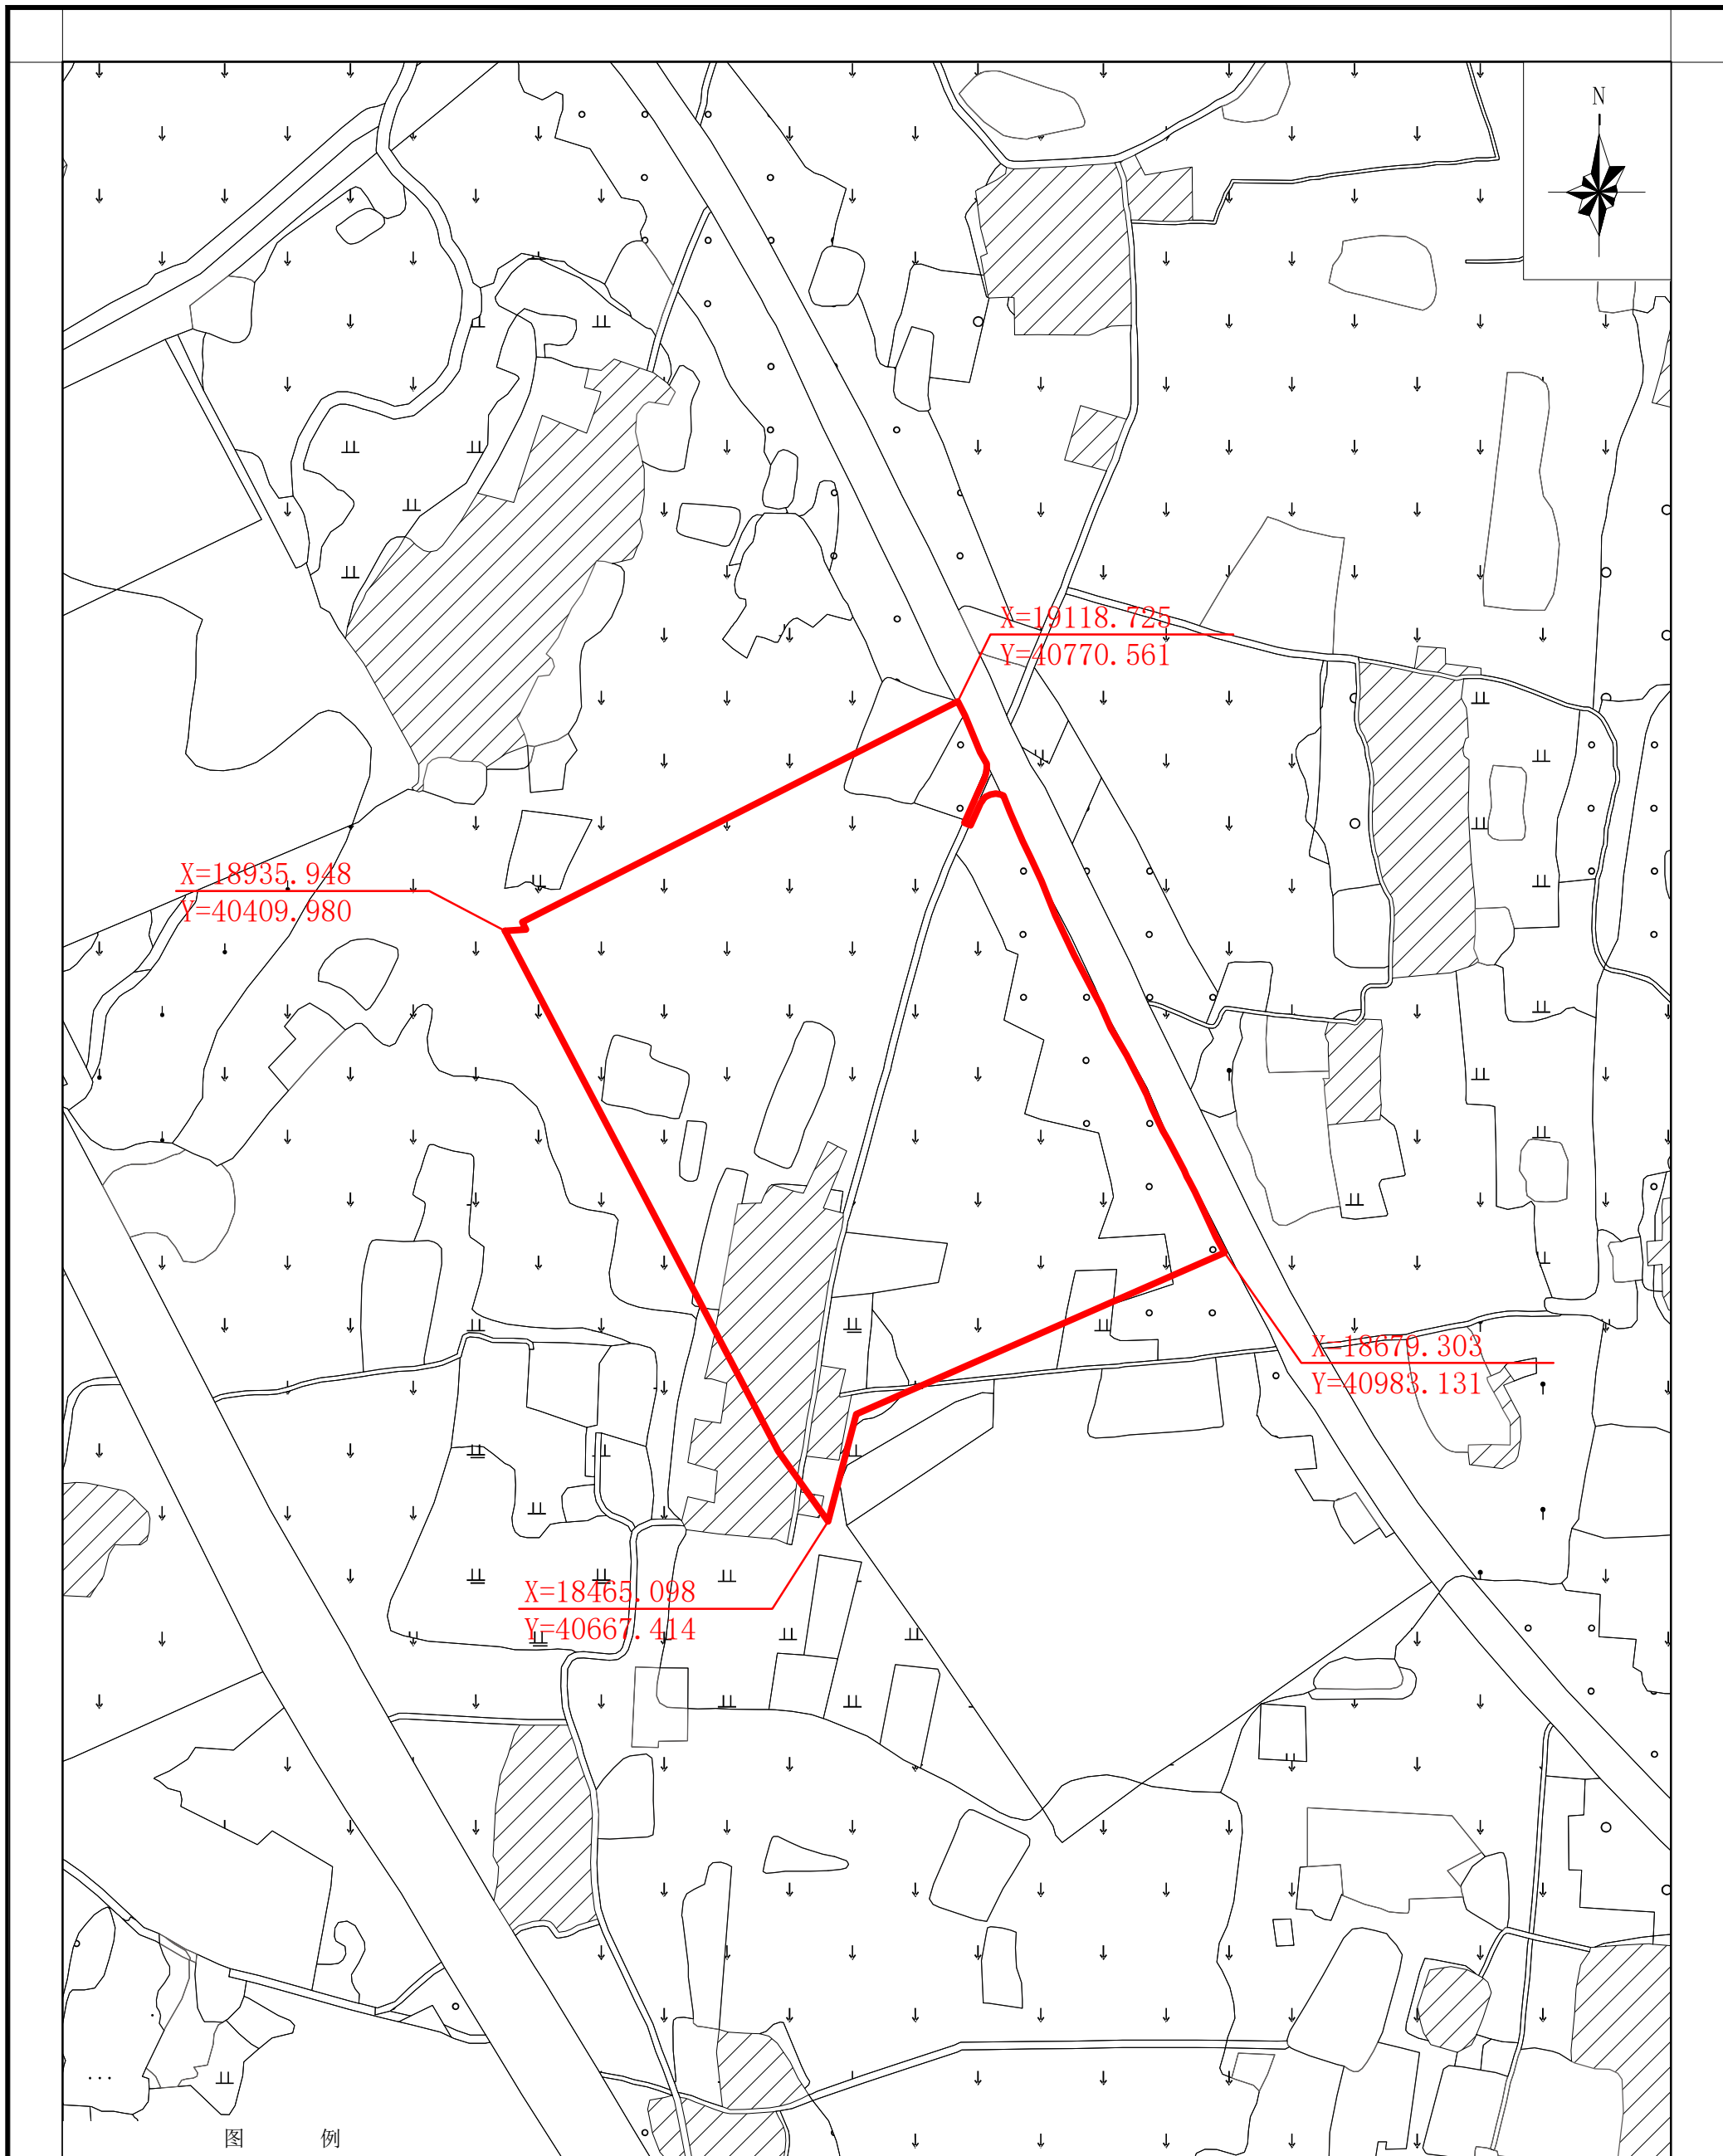 N
X=19118.725
Y=40770.561
X=18935.948
Y=40409.980
X=18679.303
Y=40983.131
X=18465.098
Y=40667.414
图 例